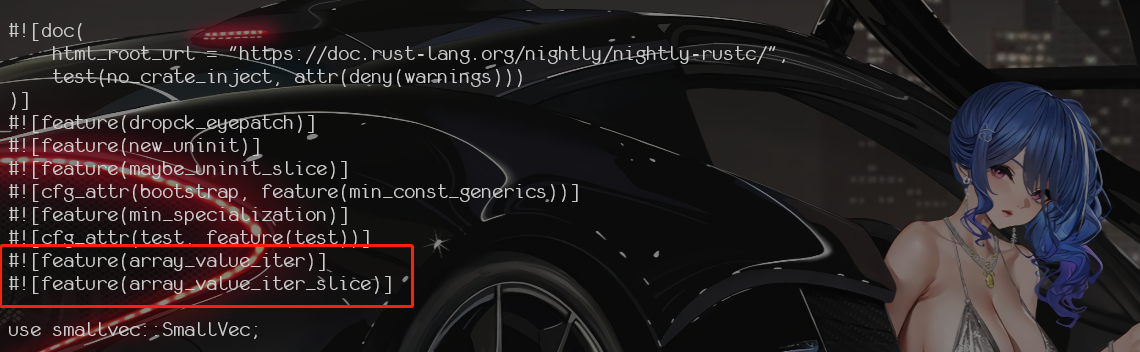 #![doc(
html_root_url = "https://doc.rust-lang.org/nightly/nightly-rustc/",
test(no_crate_inject, attr(deny(warnings)))
)]
#![feature(dropck_eyepatch)]
#![feature(new_uninit)]
#![feature(maybe_uninit_slice)]
#![cfg_attr(bootstrap, feature(min_const_generics))]
#![feature(min_specialization)]
#![cfg_attr(test, feature(test))]
#![feature(array_value_iter)]
#![feature(array_value_iter_slice)]
use smallvec::SmallVec;